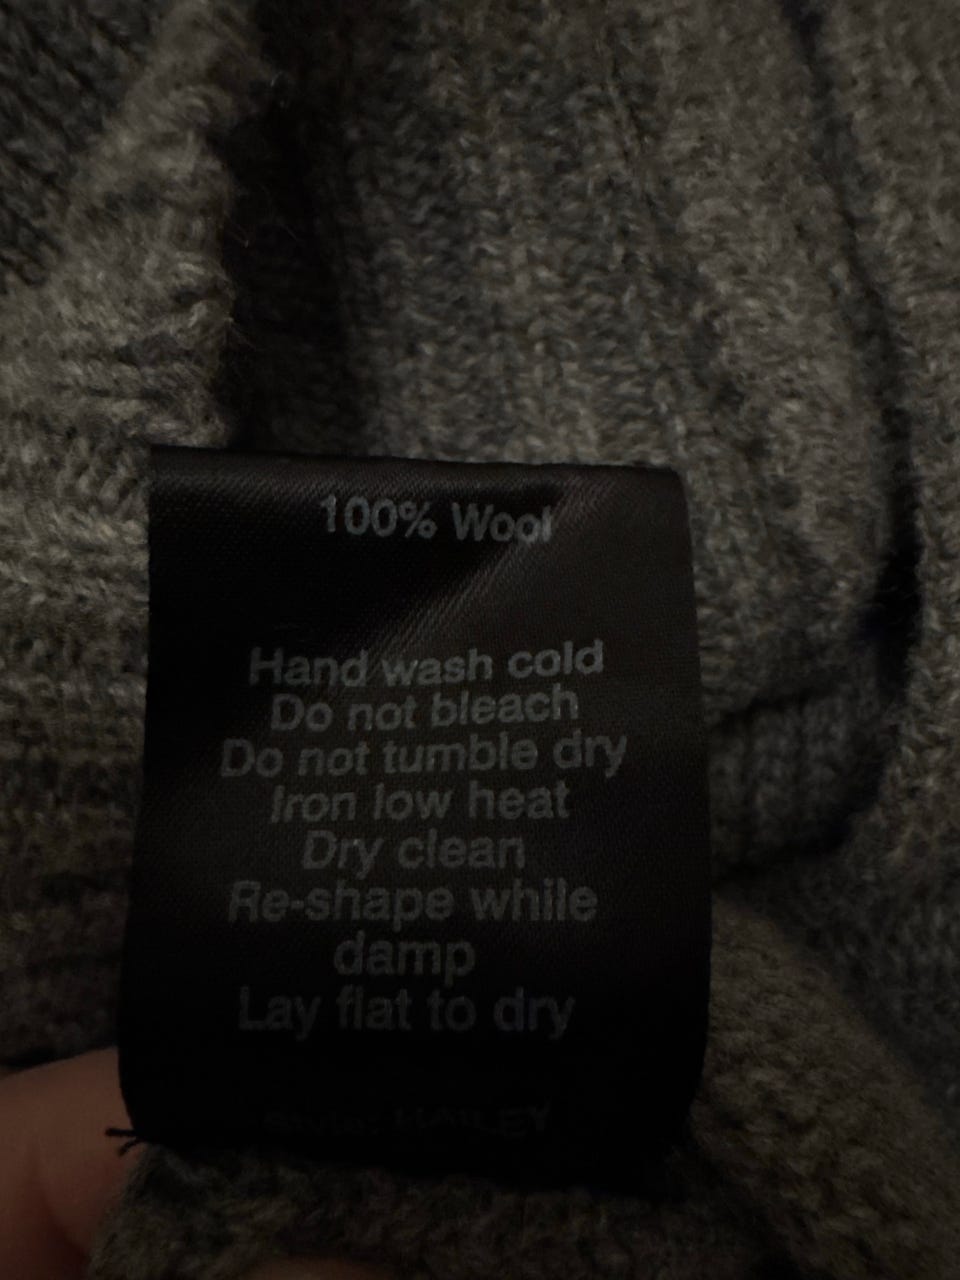 100% Wool
Hand wash cold
Do not bleach
Do not tumble dry
Iron low heat
Dry clean
Re-shape while
damp
Lay flat to dry
HARLEY